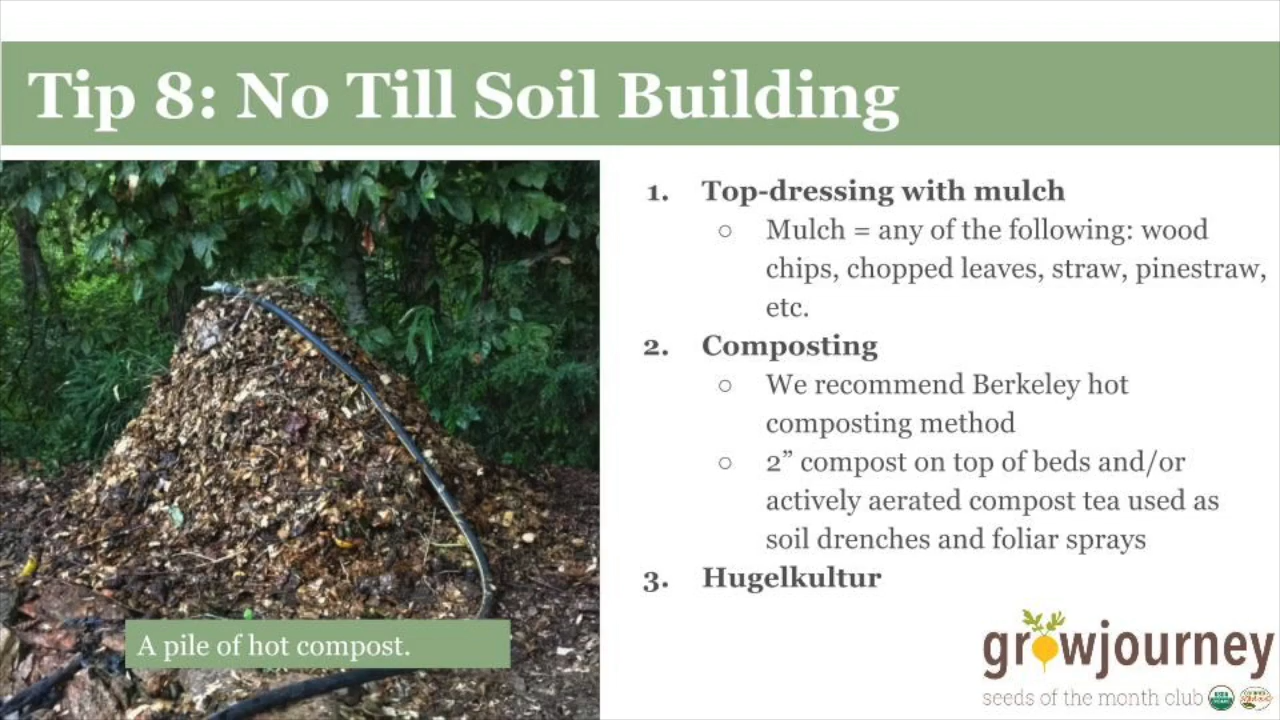 Tip 8: No Till Soil Building
1. Top-dressing with mulch
○ Mulch = any of the following: wood
chips, chopped leaves, straw, pinestraw,
etc.
2. Composting
○ We recommend Berkeley hot
composting method
○ 2” compost on top of beds and/or
actively aerated compost tea used as
soil drenches and foliar sprays
3. Hugelkultur
A pile of hot compost.
growjourney
seeds of the month club
USDA
ORGANIC